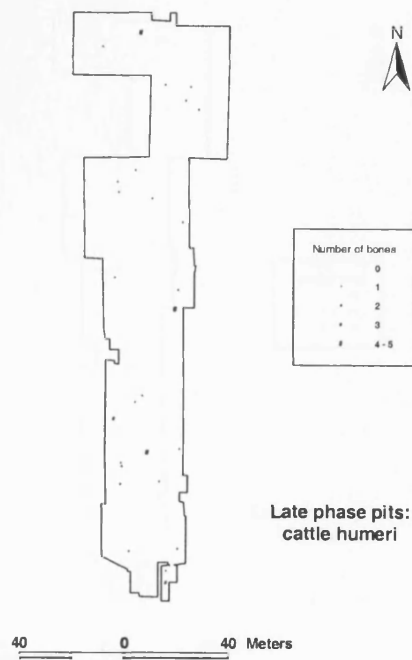 N
Number of bones
0
1
2
3
4 - 5
Late phase pits:
cattle humeri
40 0 40 Meters